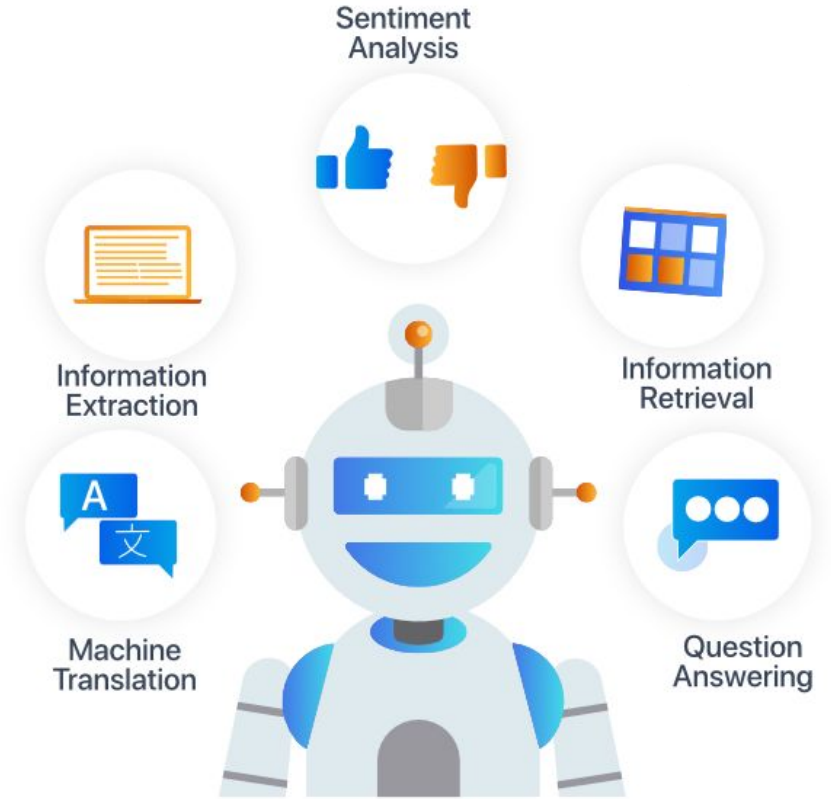 Sentiment
Analysis
Information
Extraction
Information
Retrieval
A
文
Machine
Translation
Question
Answering